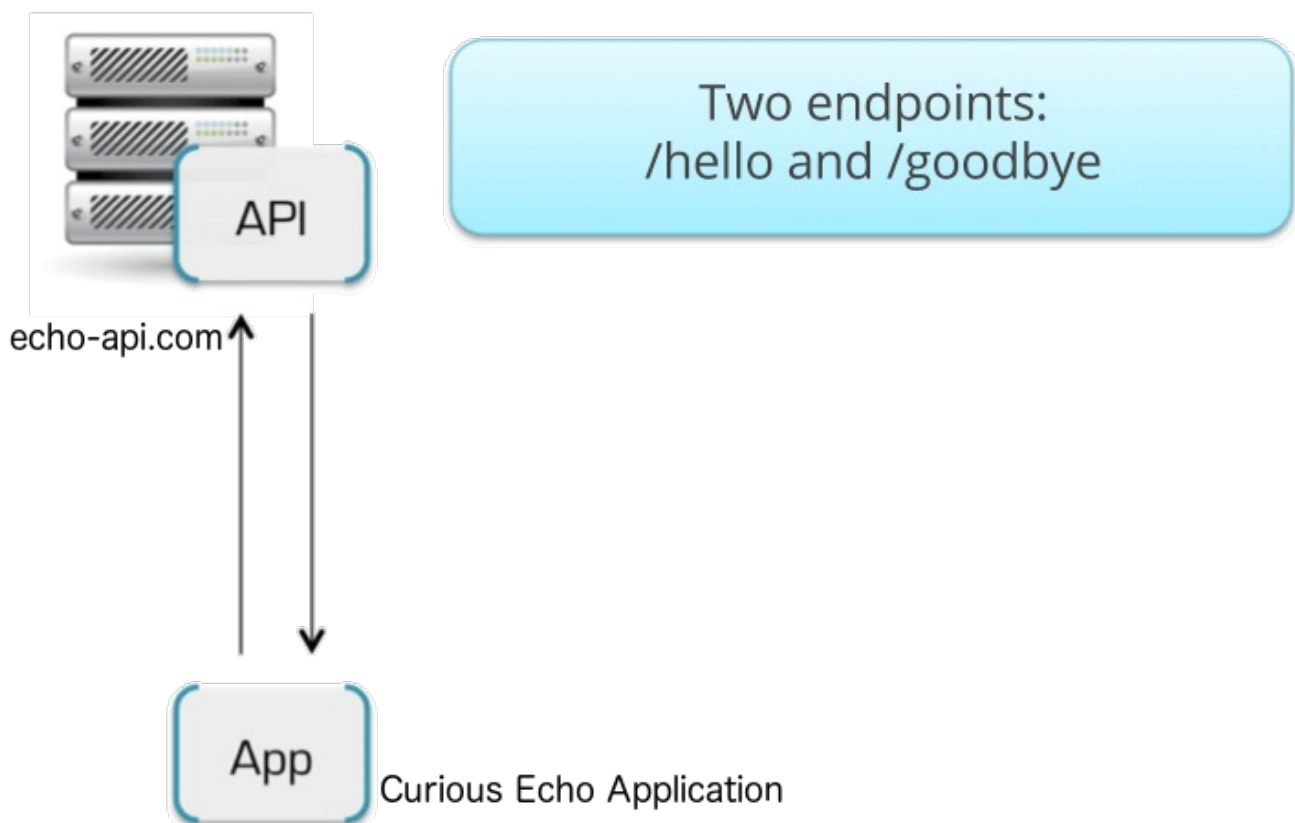 Two endpoints:
/hello and /goodbye
API
echo-api.com
App
Curious Echo Application